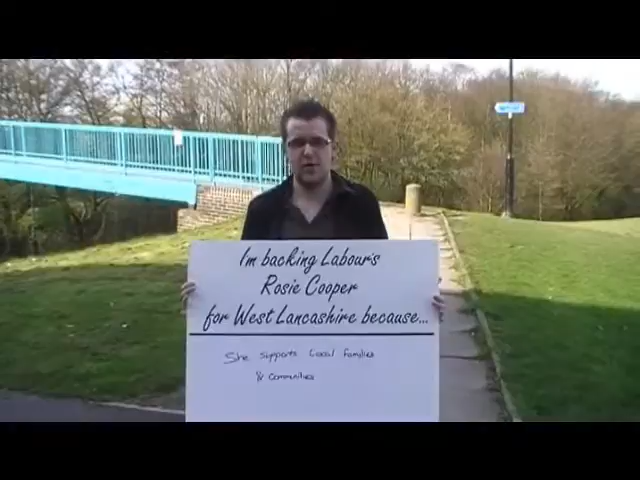 I'm backing Labour's
Rosie Cooper
for West Lancashire because...
She supports Local families
& Communities